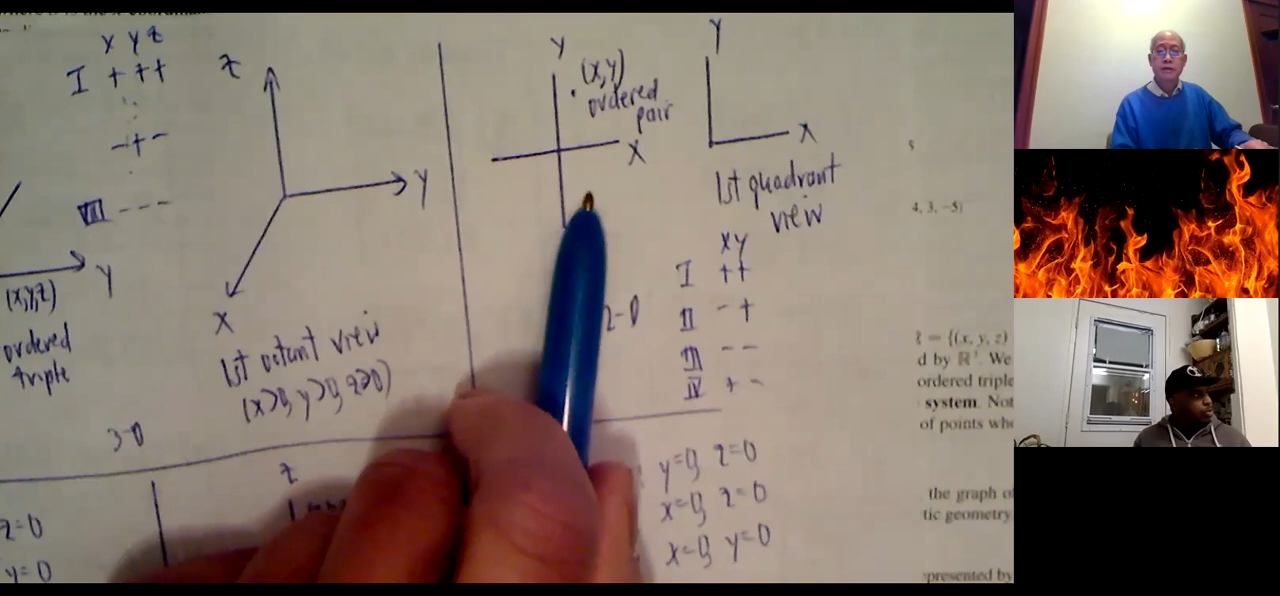 x y z
I + + +
- + -
VIII - - -
Y
(x,y,z)
ordered
triple
3-D
z
Y
X
1st octant view
(x>0, y>0, z>0)
Y
(x,y)
ordered
pair
X
Y
X
1st quadrant
view
2-D
x y
I + +
II - +
III - -
IV + -
z=0
y=0
z
y=0, z=0
x=0, z=0
x=0, y=0
4, 3, −5)
= {(x, y, z)
d by ℝ³. We
ordered triple
system. Not
of points
the graph
tic geometry
presented by